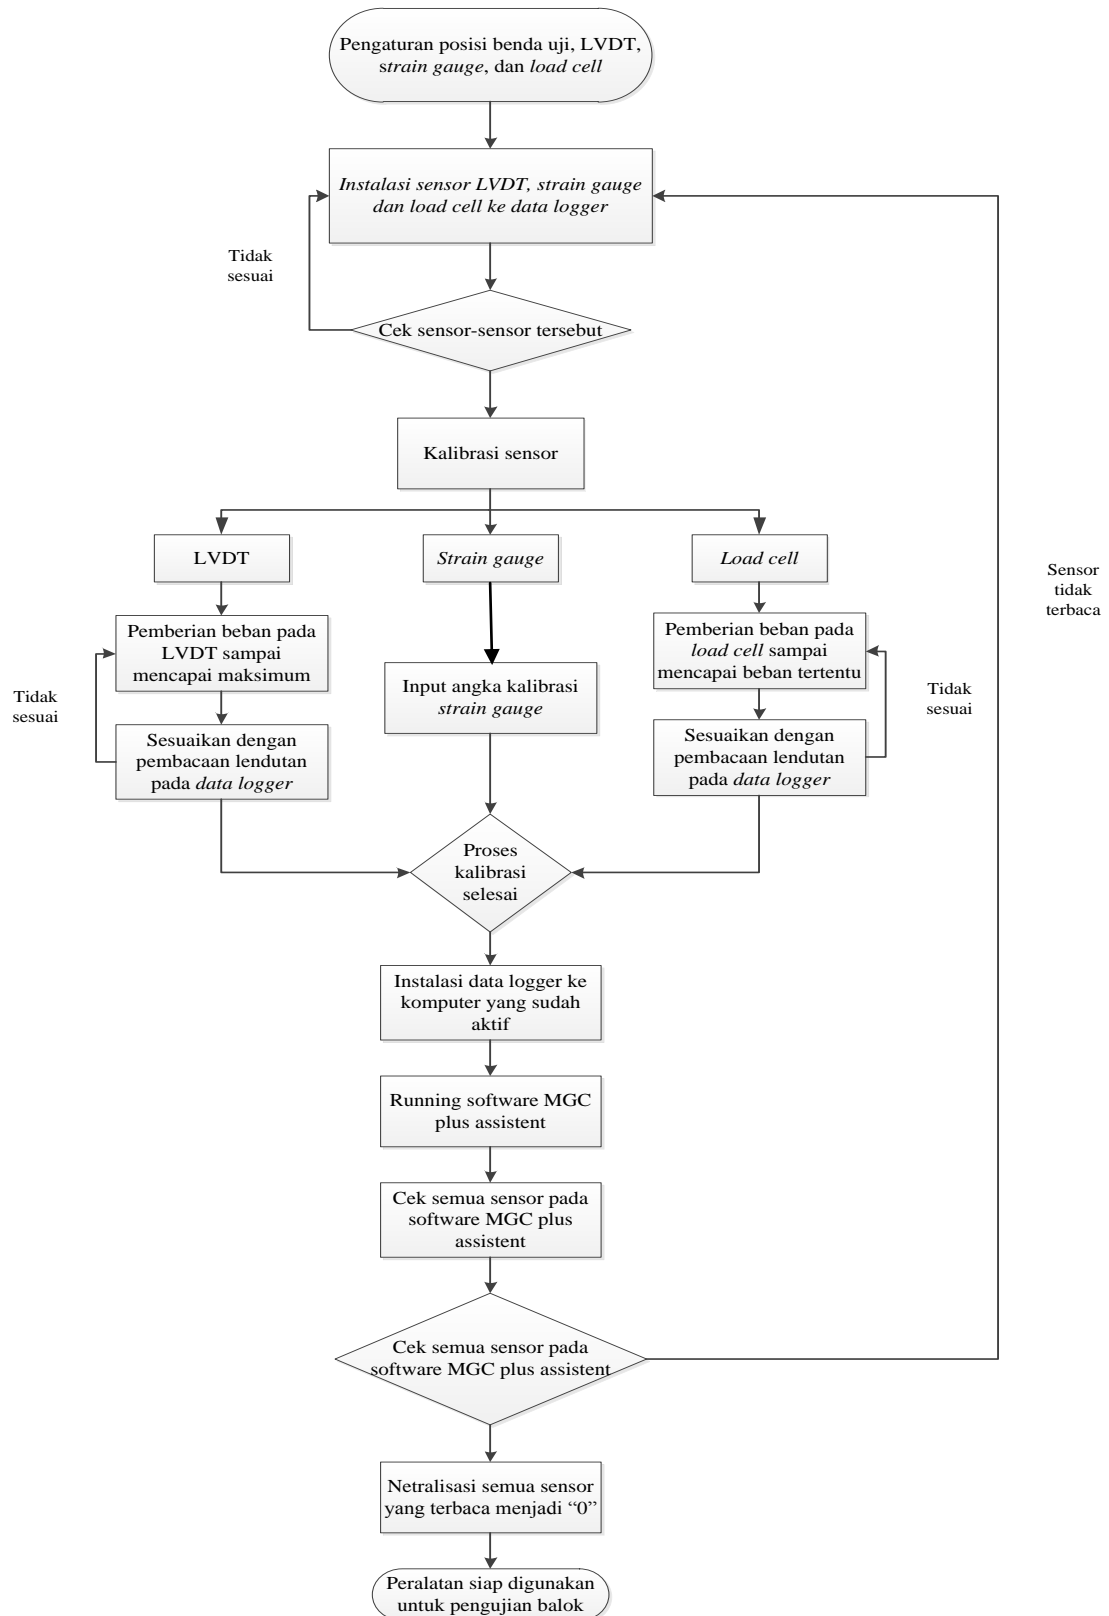 Pengaturan posisi benda uji, LVDT,
strain gauge, dan load cell
Instalasi sensor LVDT, strain gauge
dan load cell ke data logger
Tidak
sesuai
Cek sensor-sensor tersebut
Kalibrasi sensor
LVDT
Strain gauge
Load cell
Sensor
tidak
terbaca
Pemberian beban pada
LVDT sampai
mencapai maksimum
Pemberian beban pada
load cell sampai
mencapai beban tertentu
Tidak
sesuai
Input angka kalibrasi
strain gauge
Tidak
sesuai
Sesuaikan dengan
pembacaan lendutan
pada data logger
Sesuaikan dengan
pembacaan lendutan
pada data logger
Proses
kalibrasi
selesai
Instalasi data logger ke
komputer yang sudah
aktif
Running software MGC
plus assistent
Cek semua sensor pada
software MGC plus
assistent
Cek semua sensor pada
software MGC plus assistent
Netralisasi semua sensor
yang terbaca menjadi “0”
Peralatan siap digunakan
untuk pengujian balok